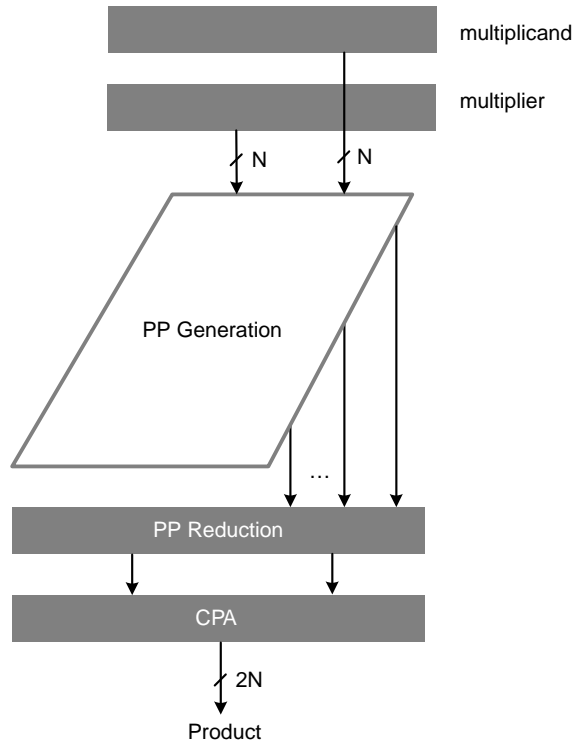 multiplicand
multiplier
N
N
PP Generation
...
PP Reduction
CPA
2N
Product